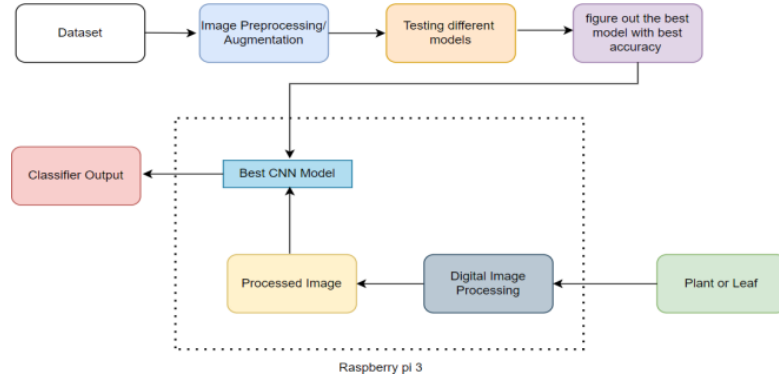 Dataset
Image Preprocessing/
Augmentation
Testing different
models
figure out the best
model with best
accuracy
Classifier Output
Best CNN Model
Processed Image
Digital Image
Processing
Plant or Leaf
Raspberry pi 3